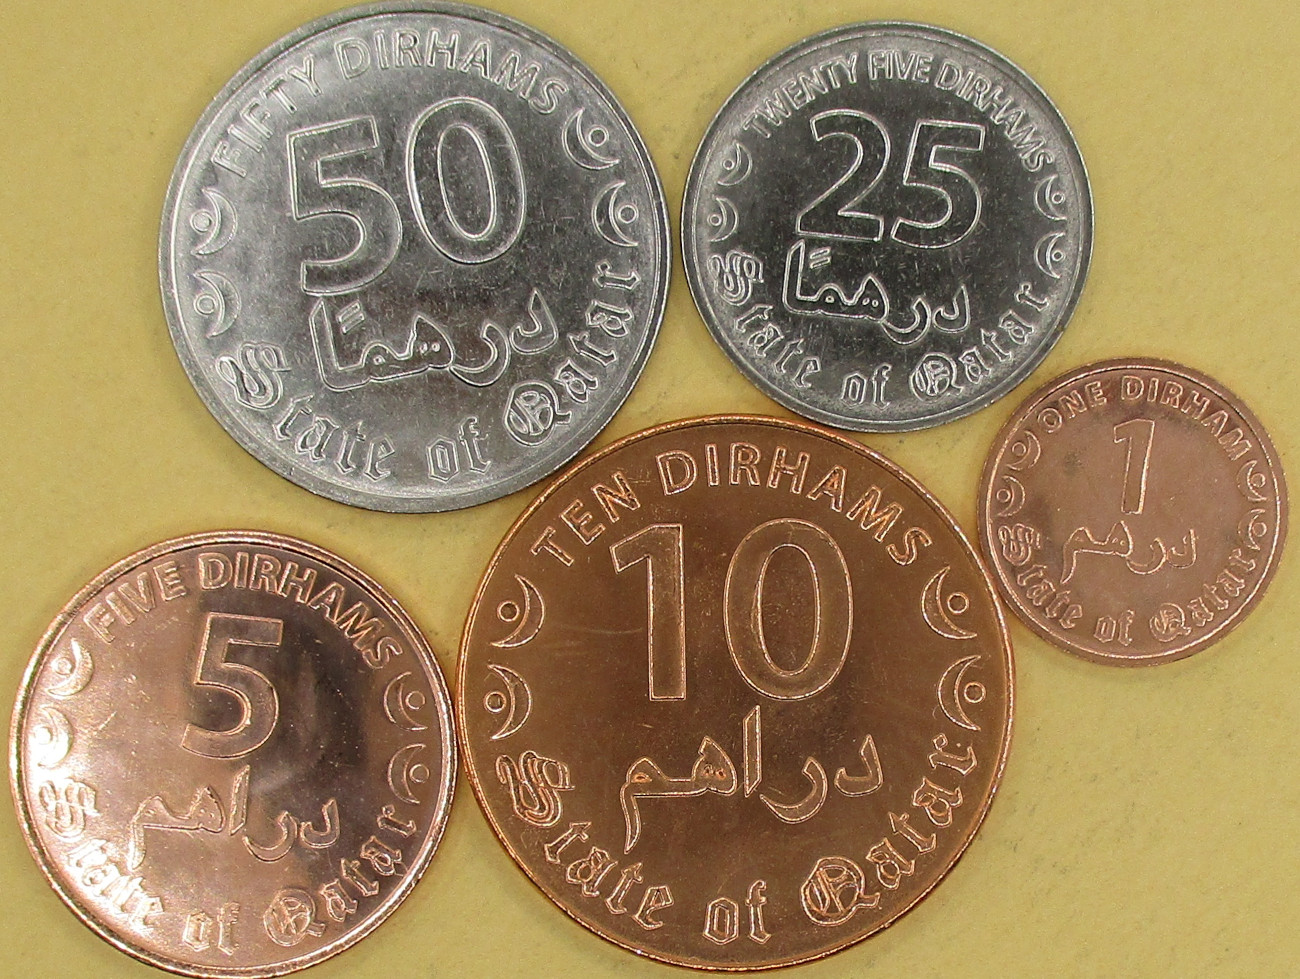 FIFTY DIRHAMS
50
درهمًا
State of Qatar
TWENTY FIVE DIRHAMS
25
درهمًا
State of Qatar
ONE DIRHAM
1
درهم
State of Qatar
FIVE DIRHAMS
5
دراهم
State of Qatar
TEN DIRHAMS
10
دراهم
State of Qatar